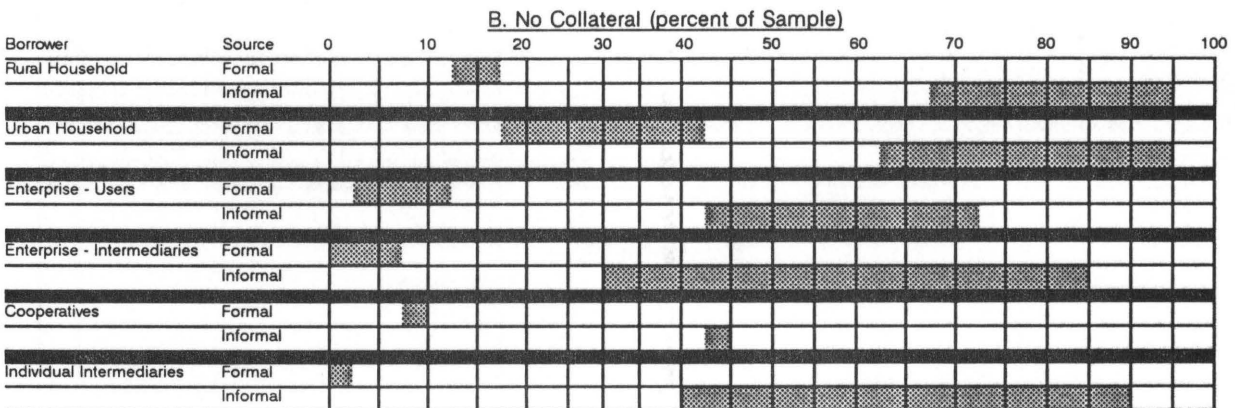 B. No Collateral (percent of Sample)
Borrower Source 0 10 20 30 40 50 60 70 80 90 100
Rural Household Formal
Informal
Urban Household Formal
Informal
Enterprise - Users Formal
Informal
Enterprise - Intermediaries Formal
Informal
Cooperatives Formal
Informal
Individual Intermediaries Formal
Informal